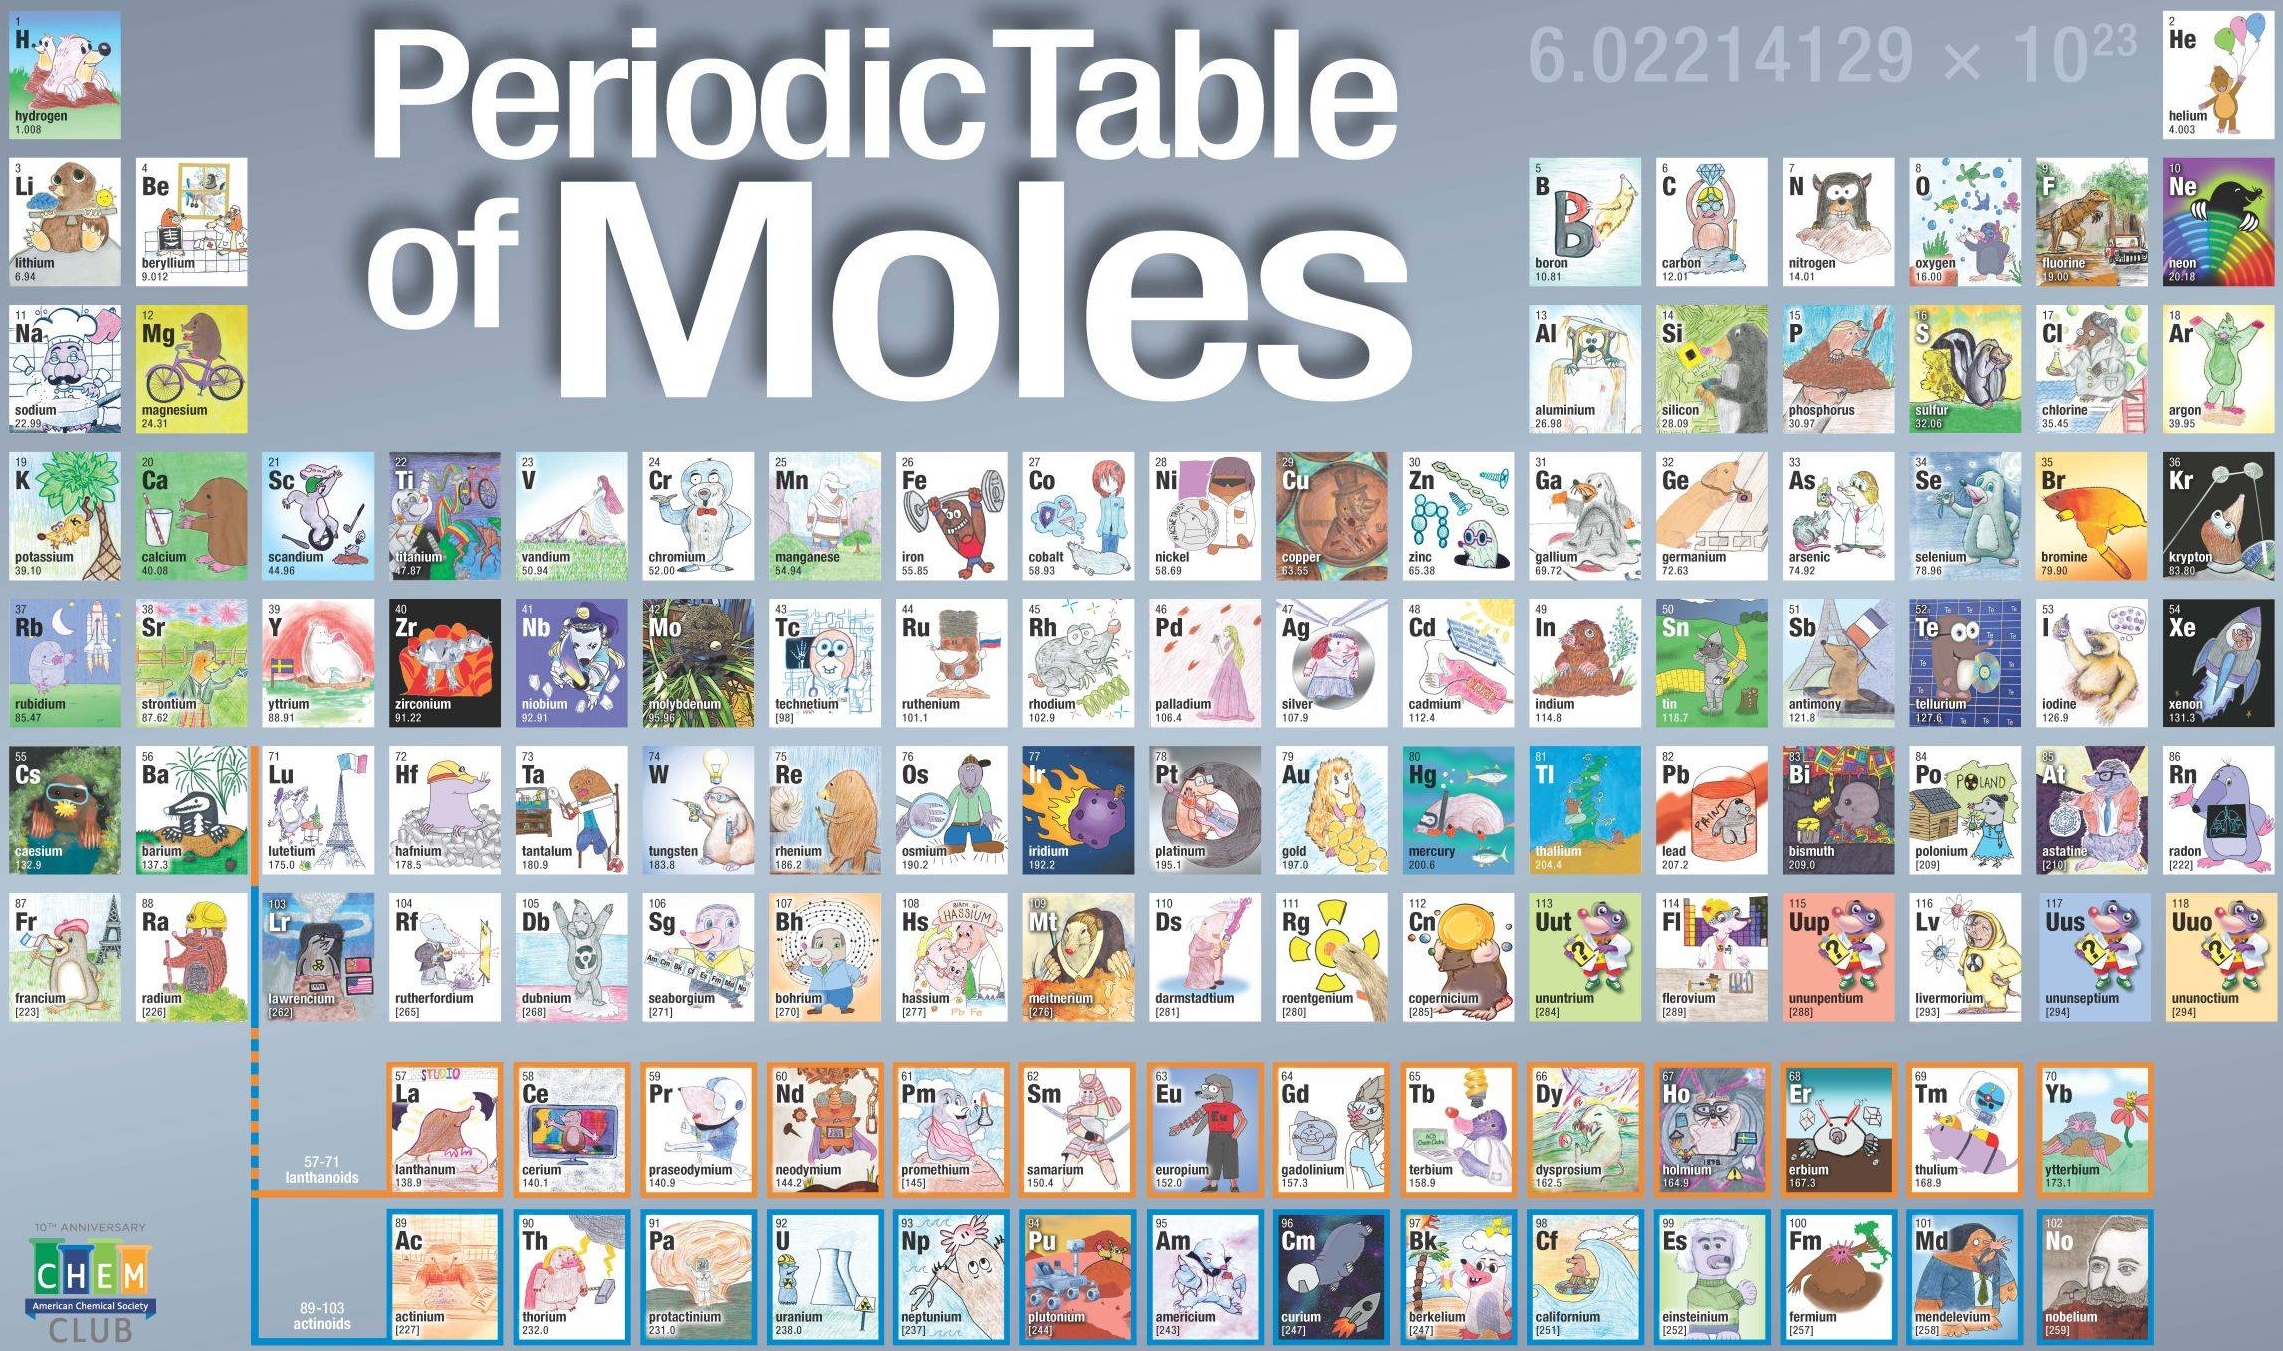 Periodic Table
of Moles
6.02214129 × 10²³
1
H
hydrogen
1.008
2
He
helium
4.003
3
Li
lithium
6.94
4
Be
beryllium
9.012
5
B
boron
10.81
6
C
carbon
12.01
7
N
nitrogen
14.01
8
O
oxygen
16.00
9
F
fluorine
19.00
10
Ne
neon
20.18
11
Na
sodium
22.99
12
Mg
magnesium
24.31
13
Al
aluminium
26.98
14
Si
silicon
28.09
15
P
phosphorus
30.97
16
S
sulfur
32.06
17
Cl
chlorine
35.45
18
Ar
argon
39.95
19
K
potassium
39.10
20
Ca
calcium
40.08
21
Sc
scandium
44.96
22
Ti
titanium
47.87
23
V
vandium
50.94
24
Cr
chromium
52.00
25
Mn
manganese
54.94
26
Fe
iron
55.85
27
Co
cobalt
58.93
28
Ni
nickel
58.69
29
Cu
copper
63.55
30
Zn
zinc
65.38
31
Ga
gallium
69.72
32
Ge
germanium
72.63
33
As
arsenic
74.92
34
Se
selenium
78.96
35
Br
bromine
79.90
36
Kr
krypton
83.80
37
Rb
rubidium
85.47
38
Sr
strontium
87.62
39
Y
yttrium
88.91
40
Zr
zirconium
91.22
41
Nb
niobium
92.91
42
Mo
molybdenum
95.96
43
Tc
technetium
[98]
44
Ru
ruthenium
101.1
45
Rh
rhodium
102.9
46
Pd
palladium
106.4
47
Ag
silver
107.9
48
Cd
cadmium
112.4
49
In
indium
114.8
50
Sn
tin
118.7
51
Sb
antimony
121.8
52
Te
Te Te Te
Te
Te
Te
Te Te Te
tellurium
127.6
53
I
iodine
126.9
54
Xe
xenon
131.3
55
Cs
caesium
132.9
56
Ba
barium
137.3
71
Lu
lutetium
175.0
72
Hf
hafnium
178.5
73
Ta
tantalum
180.9
74
W
tungsten
183.8
75
Re
rhenium
186.2
76
Os
osmium
190.2
77
Ir
iridium
192.2
78
Pt
platinum
195.1
79
Au
gold
197.0
80
Hg
mercury
200.6
81
Tl
thallium
204.4
82
Pb
PAINT
lead
207.2
83
Bi
bismuth
209.0
84
Po
POLAND
polonium
[209]
85
At
astatine
[210]
86
Rn
radon
[222]
87
Fr
francium
[223]
88
Ra
radium
[226]
103
Lr
lawrencium
[262]
104
Rf
rutherfordium
[265]
105
Db
dubnium
[268]
106
Sg
Am Cm Bk Cf Es Fm Md No
seaborgium
[271]
107
Bh
bohrium
[270]
108
Hs
BIRTH OF
HASSIUM
hassium
[277]
Pb Fe
109
Mt
meitnerium
[276]
110
Ds
darmstadtium
[281]
111
Rg
roentgenium
[280]
112
Cn
copernicium
[285]
113
Uut
?
ununtrium
[284]
114
Fl
flerovium
[289]
115
Uup
?
ununpentium
[288]
116
Lv
livermorium
[293]
117
Uus
?
ununseptium
[294]
118
Uuo
?
ununoctium
[294]
57-71
lanthanoids
57
STUDIO
La
lanthanum
138.9
58
Ce
cerium
140.1
59
Pr
praseodymium
140.9
60
Nd
neodymium
144.2
61
Pm
promethium
[145]
62
Sm
samarium
150.4
63
Eu
Eu
europium
152.0
64
Gd
gadolinium
157.3
65
Tb
terbium
158.9
66
Dy
dysprosium
162.5
67
Ho
holmium
164.9
68
Er
erbium
167.3
69
Tm
thulium
168.9
70
Yb
ytterbium
173.1
89-103
actinoids
89
Ac
actinium
[227]
90
Th
thorium
232.0
91
Pa
protactinium
231.0
92
U
uranium
238.0
93
Np
neptunium
[237]
94
Pu
plutonium
[244]
95
Am
americium
[243]
96
Cm
curium
[247]
97
Bk
berkelium
[247]
98
Cf
californium
[251]
99
Es
einsteinium
[252]
100
Fm
fermium
[257]
101
Md
mendelevium
[258]
102
No
nobelium
[259]
10TH ANNIVERSARY
CHEM
American Chemical Society
CLUB